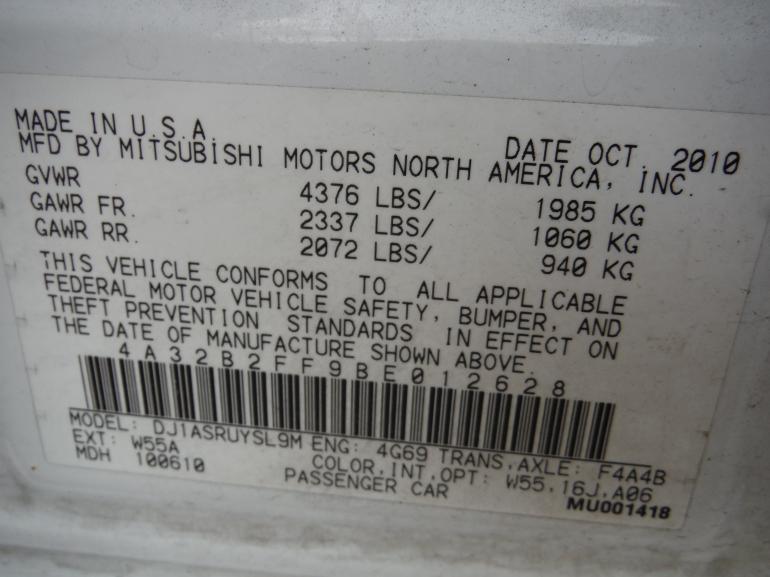 MADE IN U.S.A. DATE OCT. 2010
MFD BY MITSUBISHI MOTORS NORTH AMERICA, INC.
GVWR 4376 LBS/ 1985 KG
GAWR FR. 2337 LBS/ 1060 KG
GAWR RR. 2072 LBS/ 940 KG
THIS VEHICLE CONFORMS TO ALL APPLICABLE
FEDERAL MOTOR VEHICLE SAFETY, BUMPER, AND
THEFT PREVENTION STANDARDS IN EFFECT ON
THE DATE OF MANUFACTURE SHOWN ABOVE.
4A32B2FF9BE012628
MODEL: DJ1ASRUYSL9M ENG: 4G69 TRANS.AXLE: F4A4B
EXT: W55A COLOR,INT,OPT: W55,16J,A06
MDH 100610 PASSENGER CAR
MU001418